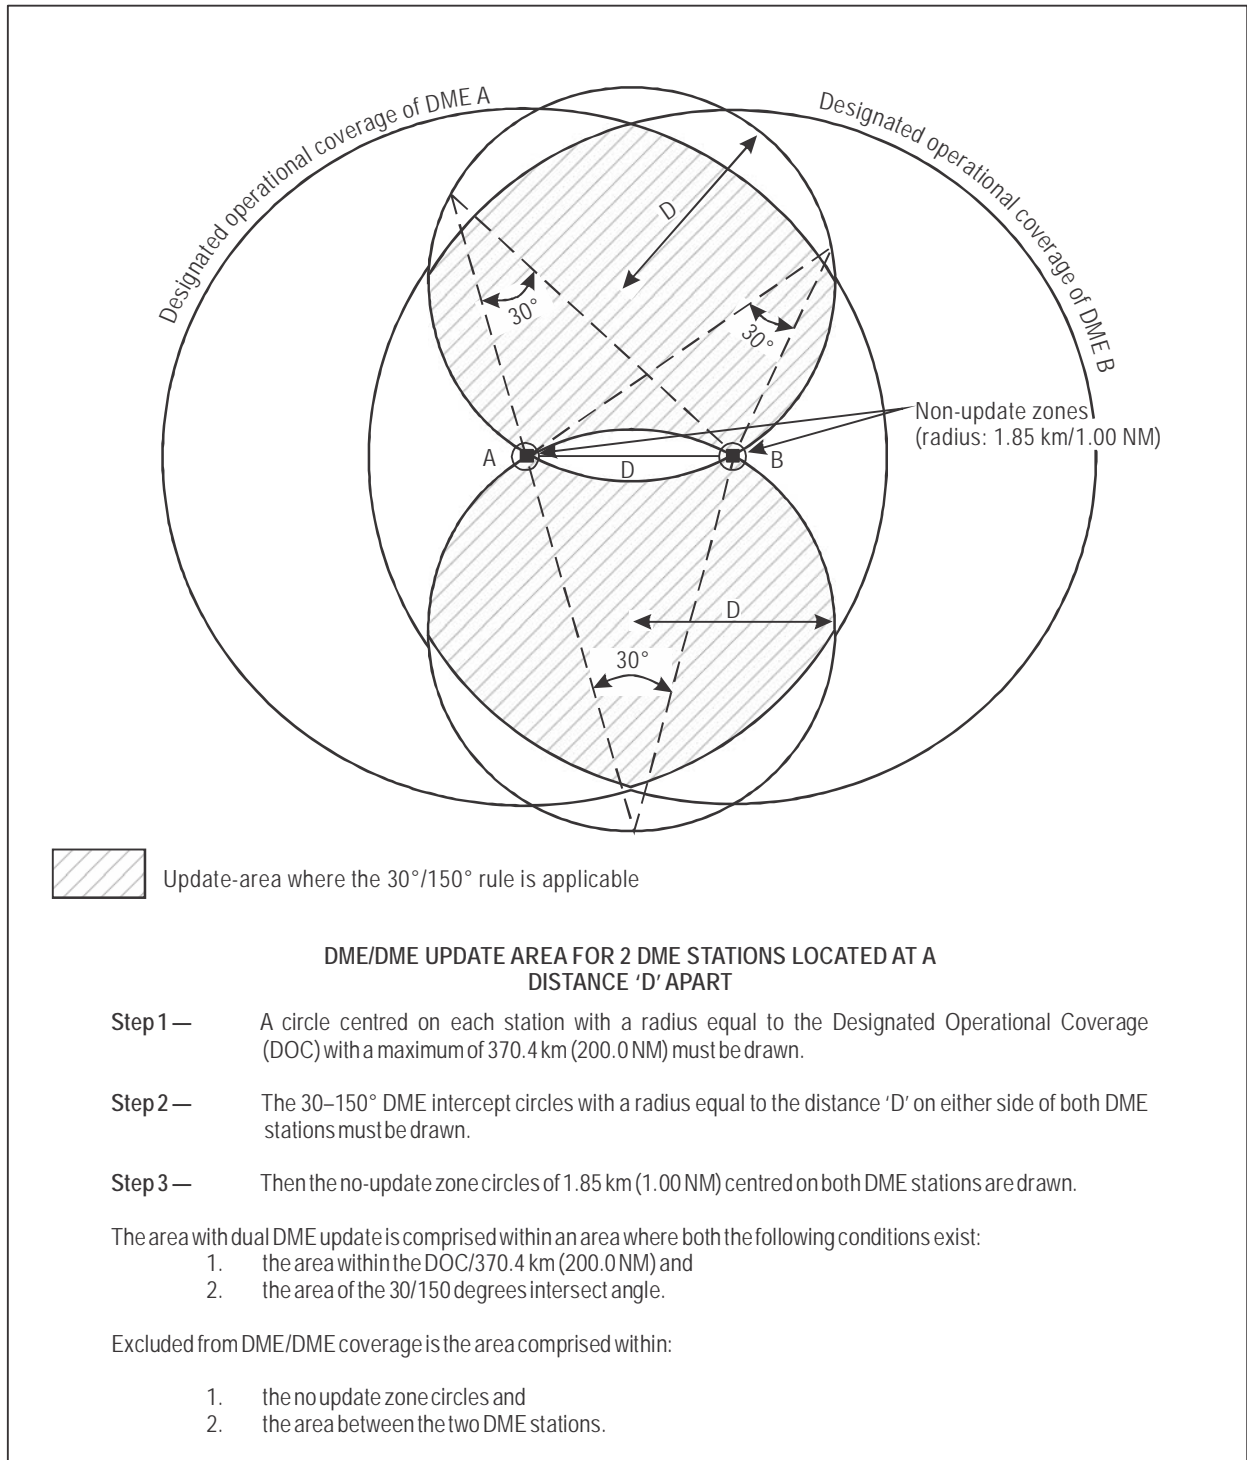 Designated operational coverage of DME A
Designated operational coverage of DME B
D
30°
30°
Non-update zones
(radius: 1.85 km/1.00 NM)
A
B
D
D
30°
Update-area where the 30°/150° rule is applicable
DME/DME UPDATE AREA FOR 2 DME STATIONS LOCATED AT A
DISTANCE ‘D’ APART
Step 1 — A circle centred on each station with a radius equal to the Designated Operational Coverage
(DOC) with a maximum of 370.4 km (200.0 NM) must be drawn.
Step 2 — The 30–150° DME intercept circles with a radius equal to the distance ‘D’ on either side of both DME
stations must be drawn.
Step 3 — Then the no-update zone circles of 1.85 km (1.00 NM) centred on both DME stations are drawn.
The area with dual DME update is comprised within an area where both the following conditions exist:
1. the area within the DOC/370.4 km (200.0 NM) and
2. the area of the 30/150 degrees intersect angle.
Excluded from DME/DME coverage is the area comprised within:
1. the no update zone circles and
2. the area between the two DME stations.